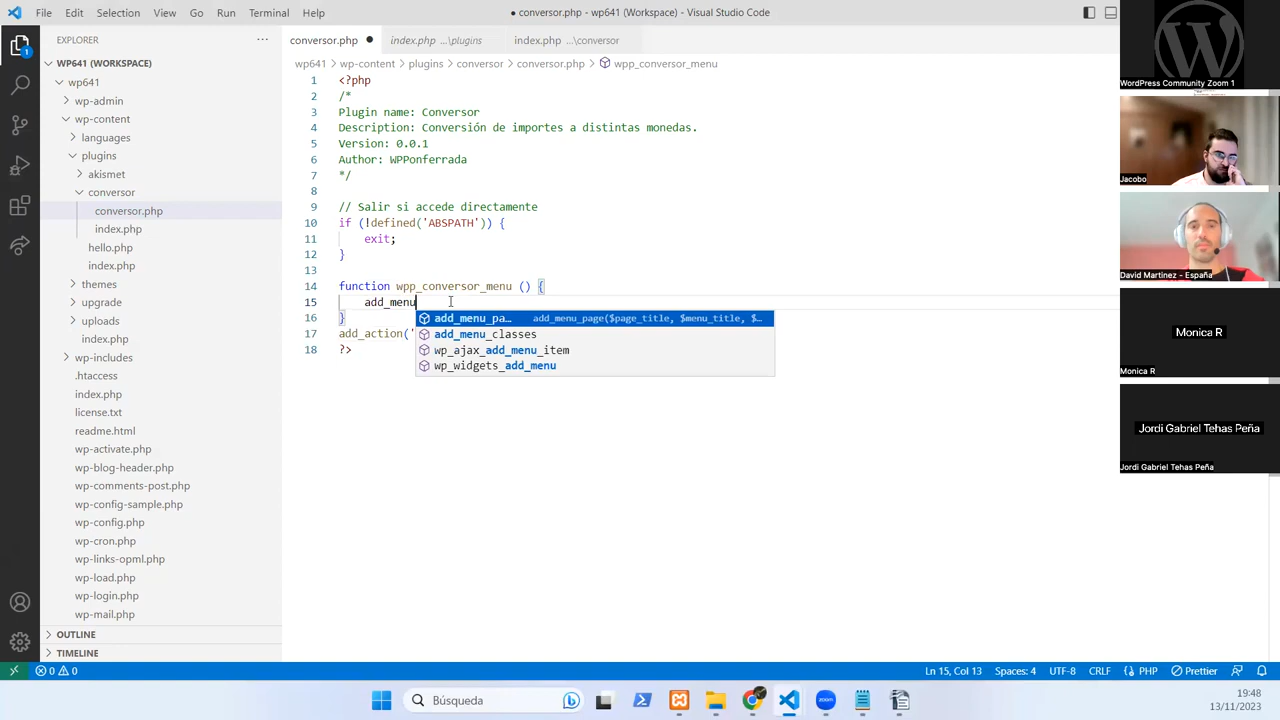 File Edit Selection View Go Run Terminal Help
● conversor.php - wp641 (Workspace) - Visual Studio Code
EXPLORER
WP641 (WORKSPACE)
wp641
wp-admin
wp-content
languages
plugins
akismet
conversor
conversor.php
index.php
hello.php
index.php
themes
upgrade
uploads
index.php
wp-includes
.htaccess
index.php
license.txt
readme.html
wp-activate.php
wp-blog-header.php
wp-comments-post.php
wp-config-sample.php
wp-config.php
wp-cron.php
wp-links-opml.php
wp-load.php
wp-login.php
wp-mail.php
OUTLINE
TIMELINE
1
conversor.php ● index.php ...\plugins index.php ...\conversor
wp641 > wp-content > plugins > conversor > conversor.php > wpp_conversor_menu
1 <?php
2 /*
3 Plugin name: Conversor
4 Description: Conversión de importes a distintas monedas.
5 Version: 0.0.1
6 Author: WPPonferrada
7 */
8
9 // Salir si accede directamente
10 if (!defined('ABSPATH')) {
11 exit;
12 }
13
14 function wpp_conversor_menu () {
15 add_menu
16 }
17 add_action('
18 ?>
add_menu_pa… add_menu_page($page_title, $menu_title, $…
add_menu_classes
wp_ajax_add_menu_item
wp_widgets_add_menu
WordPress Community Zoom 1
Jacobo
David Martinez - España
Monica R
Monica R
Jordi Gabriel Tehas Peña
Jordi Gabriel Tehas Peña
0 0 Ln 15, Col 13 Spaces: 4 UTF-8 CRLF PHP Prettier
Búsqueda
zoom
19:48
13/11/2023